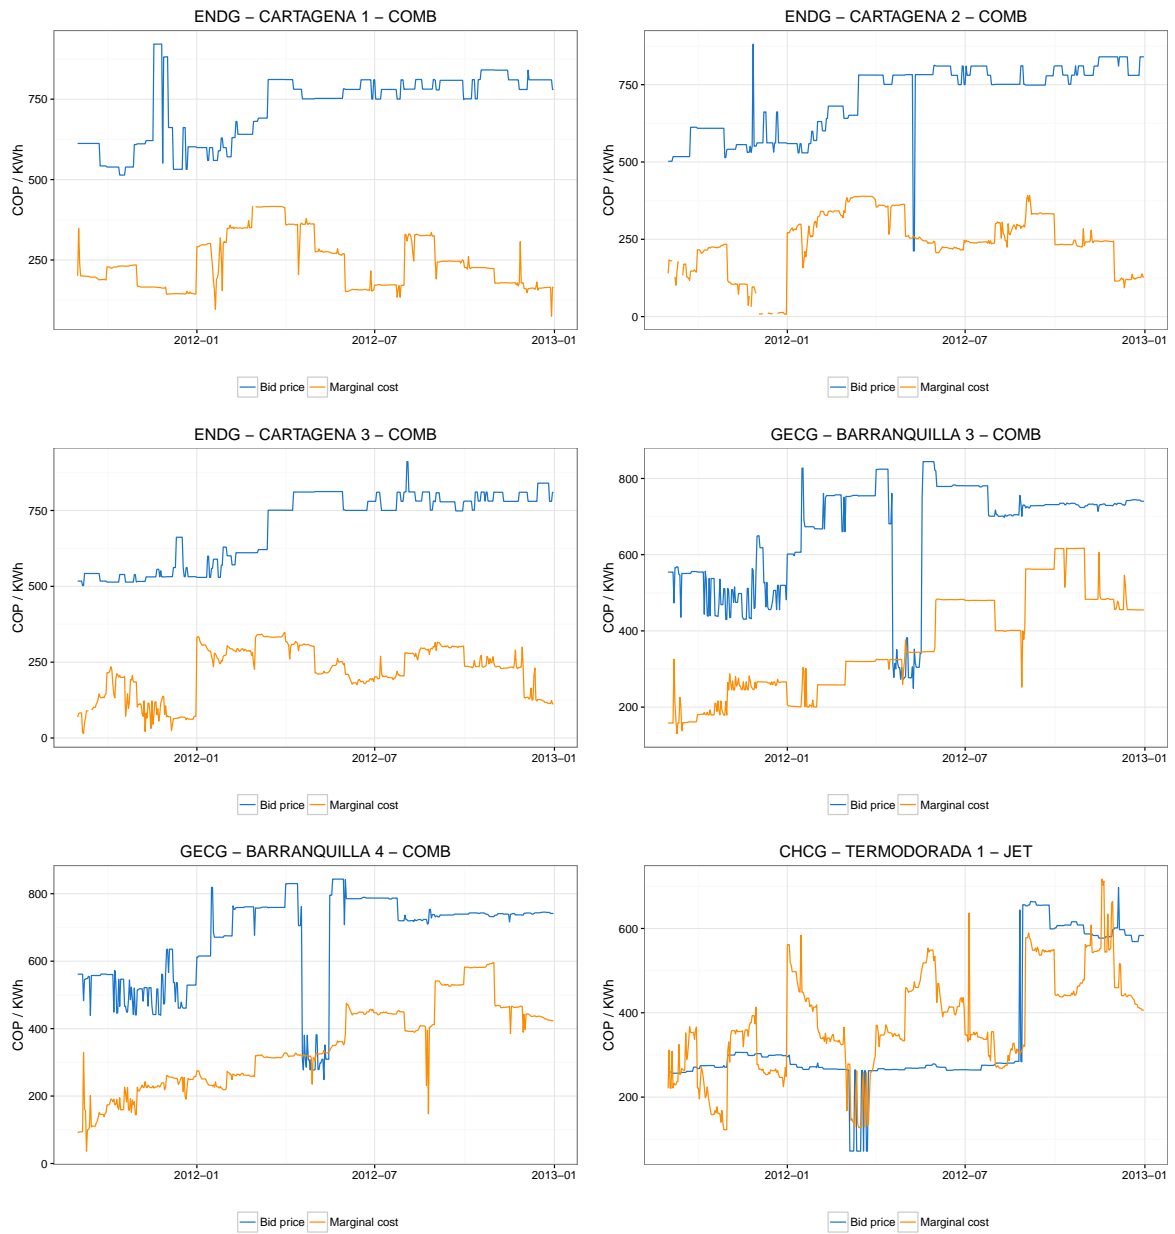 ENDG – CARTAGENA 1 – COMB
COP / KWh
750
500
250
2012–01
2012–07
2013–01
Bid price
Marginal cost
ENDG – CARTAGENA 2 – COMB
COP / KWh
750
500
250
0
2012–01
2012–07
2013–01
Bid price
Marginal cost
ENDG – CARTAGENA 3 – COMB
COP / KWh
750
500
250
0
2012–01
2012–07
2013–01
Bid price
Marginal cost
GECG – BARRANQUILLA 3 – COMB
COP / KWh
800
600
400
200
2012–01
2012–07
2013–01
Bid price
Marginal cost
GECG – BARRANQUILLA 4 – COMB
COP / KWh
800
600
400
200
0
2012–01
2012–07
2013–01
Bid price
Marginal cost
CHCG – TERMODORADA 1 – JET
COP / KWh
600
400
200
2012–01
2012–07
2013–01
Bid price
Marginal cost